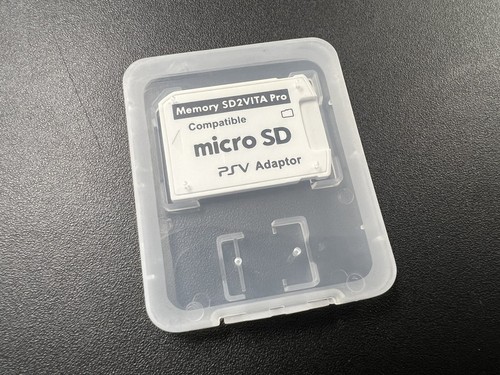 Memory SD2VITA Pro
Compatible
micro SD
PSV Adaptor